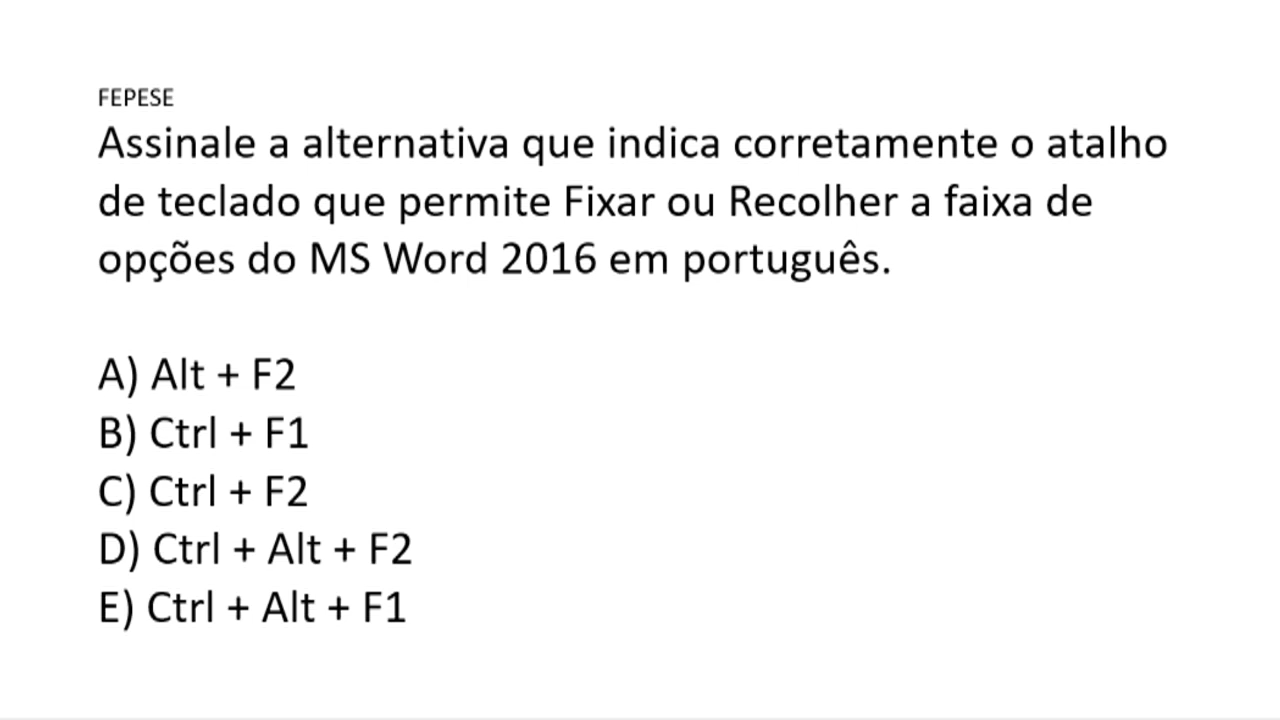 FEPESE
Assinale a alternativa que indica corretamente o atalho
de teclado que permite Fixar ou Recolher a faixa de
opções do MS Word 2016 em português.
A) Alt + F2
B) Ctrl + F1
C) Ctrl + F2
D) Ctrl + Alt + F2
E) Ctrl + Alt + F1